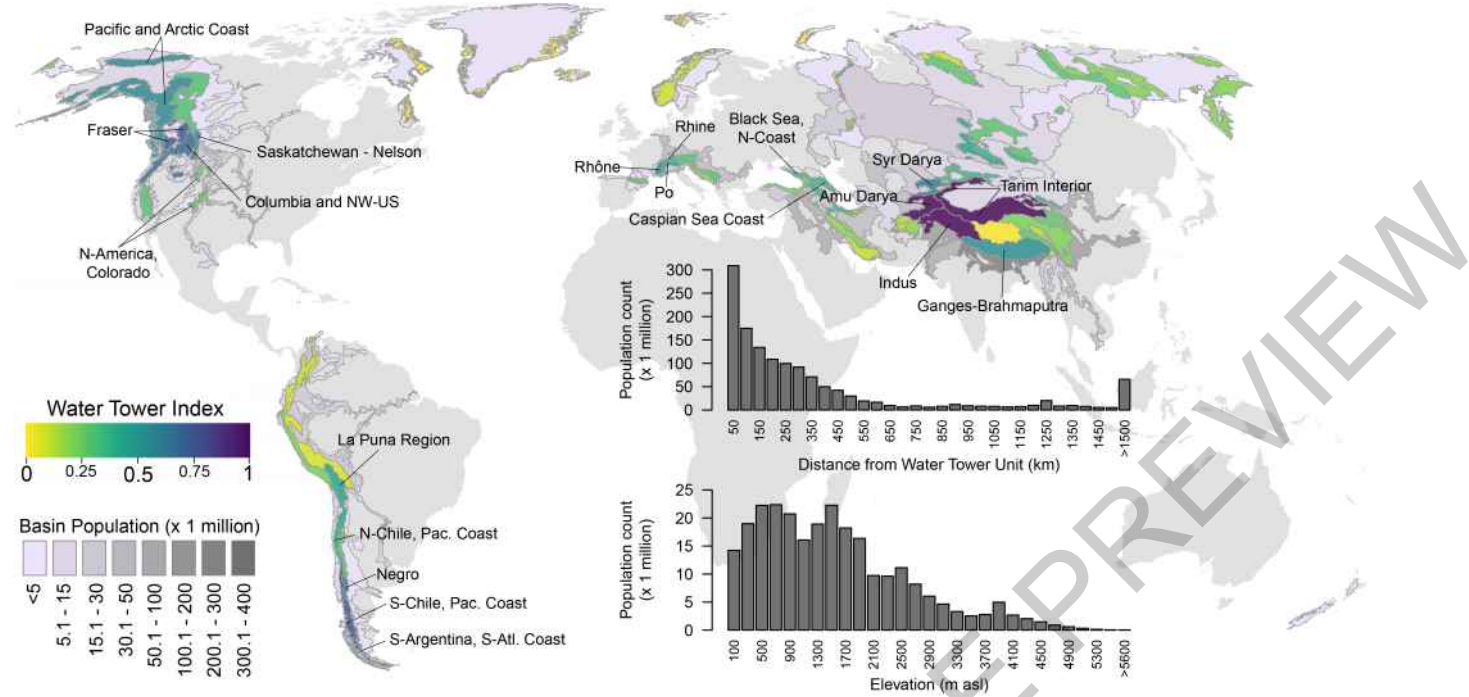 Pacific and Arctic Coast
Fraser
Saskatchewan - Nelson
Columbia and NW-US
N-America,
Colorado
Rhine
Rhône
Po
Black Sea,
N-Coast
Caspian Sea Coast
Syr Darya
Amu Darya
Tarim Interior
Indus
Ganges-Brahmaputra
La Puna Region
N-Chile, Pac. Coast
Negro
S-Chile, Pac. Coast
S-Argentina, S-Atl. Coast
Water Tower Index
0 0.25 0.5 0.75 1
Basin Population (x 1 million)
<5
5.1 - 15
15.1 - 30
30.1 - 50
50.1 - 100
100.1 - 200
200.1 - 300
300.1 - 400
Population count
(x 1 million)
300
250
200
150
100
50
0
50 150 250 350 450 550 650 750 850 950 1050 1150 1250 1350 1450 >1500
Distance from Water Tower Unit (km)
Population count
(x 1 million)
25
20
15
10
5
0
100 500 900 1300 1700 2100 2500 2900 3300 3700 4100 4500 4900 5300 >5600
Elevation (m asl)
E PREVIEW